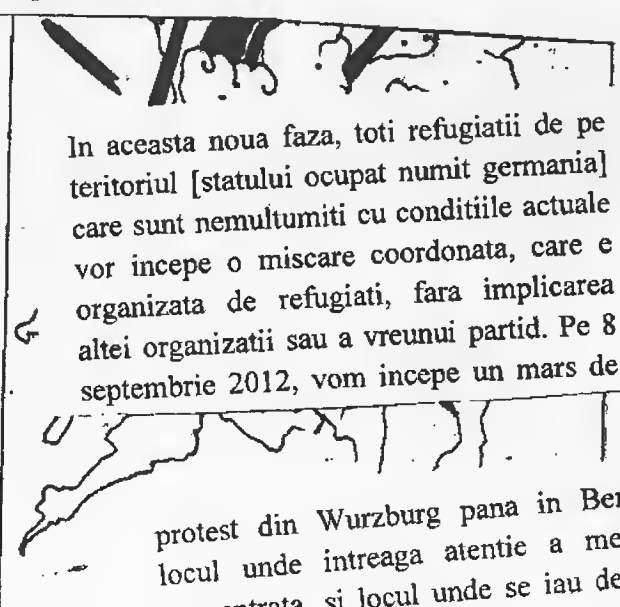 In aceasta noua faza, toti refugiatii de pe
teritoriul [statului ocupat numit germania]
care sunt nemultumiti cu conditiile actuale
vor incepe o miscare coordonata, care e
organizata de refugiati, fara implicarea
altei organizatii sau a vreunui partid. Pe 8
septembrie 2012, vom incepe un mars de
protest din Wurzburg pana in Ber
locul unde intreaga atentie a me
si locul unde se iau de